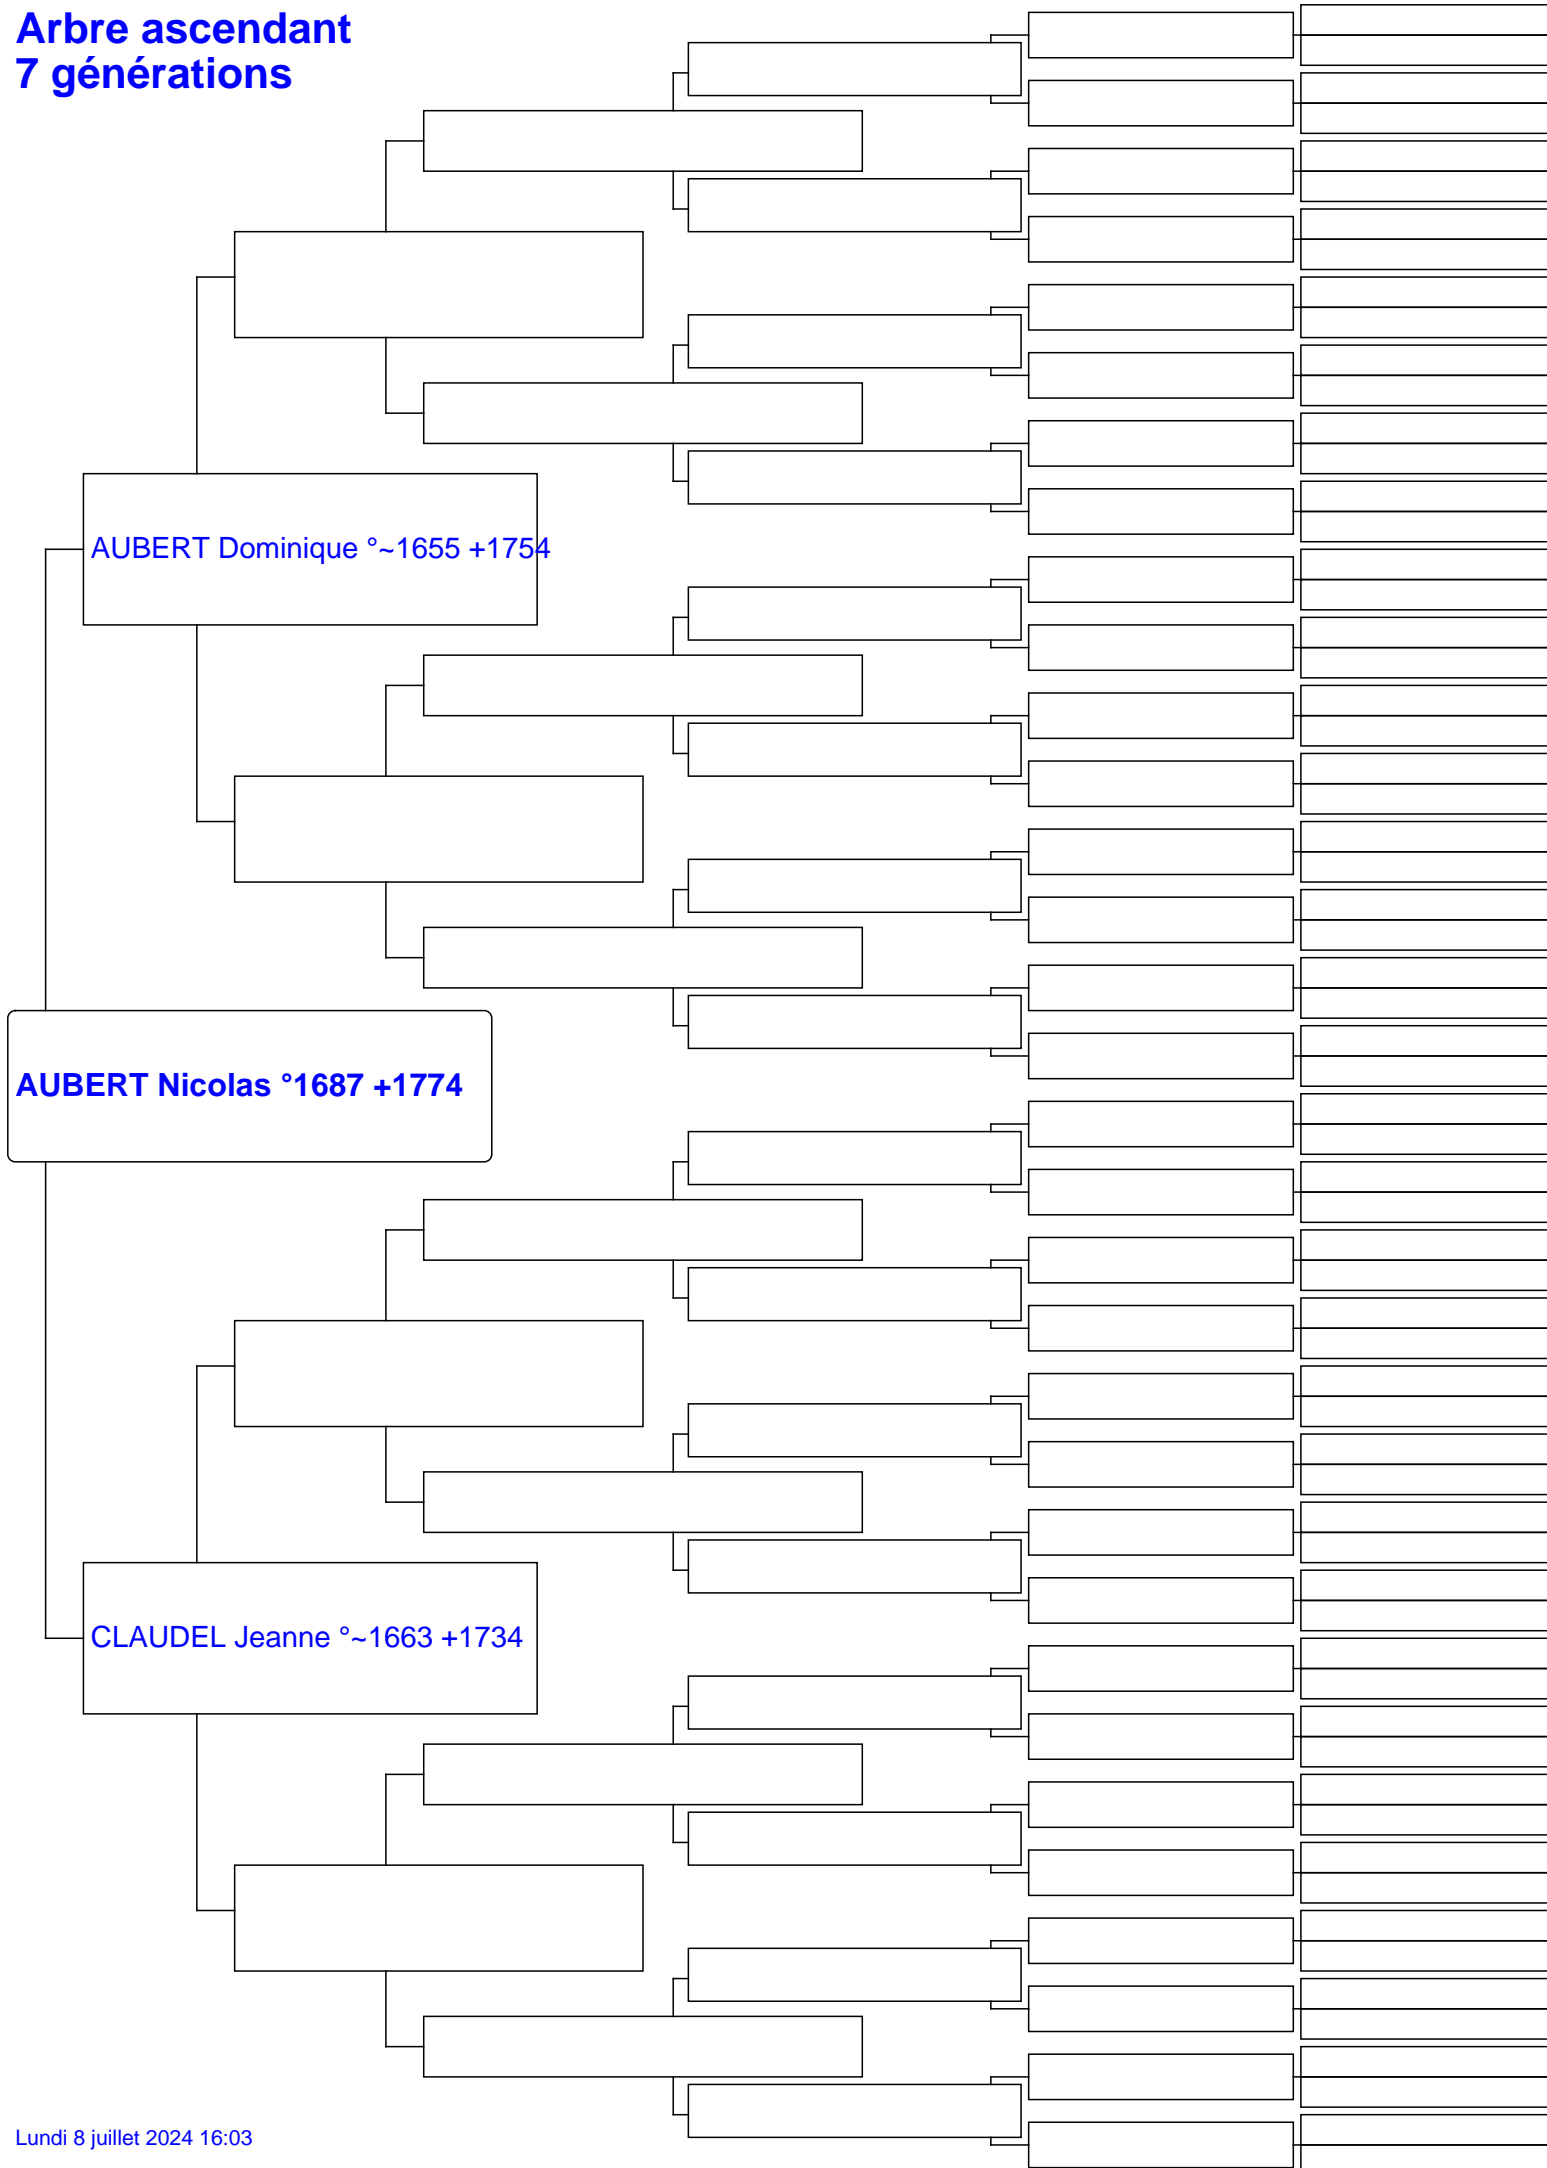 Arbre ascendant
7 générations
AUBERT Dominique °~1655 +1754
AUBERT Nicolas °1687 +1774
CLAUDEL Jeanne °~1663 +1734
Lundi 8 juillet 2024 16:03